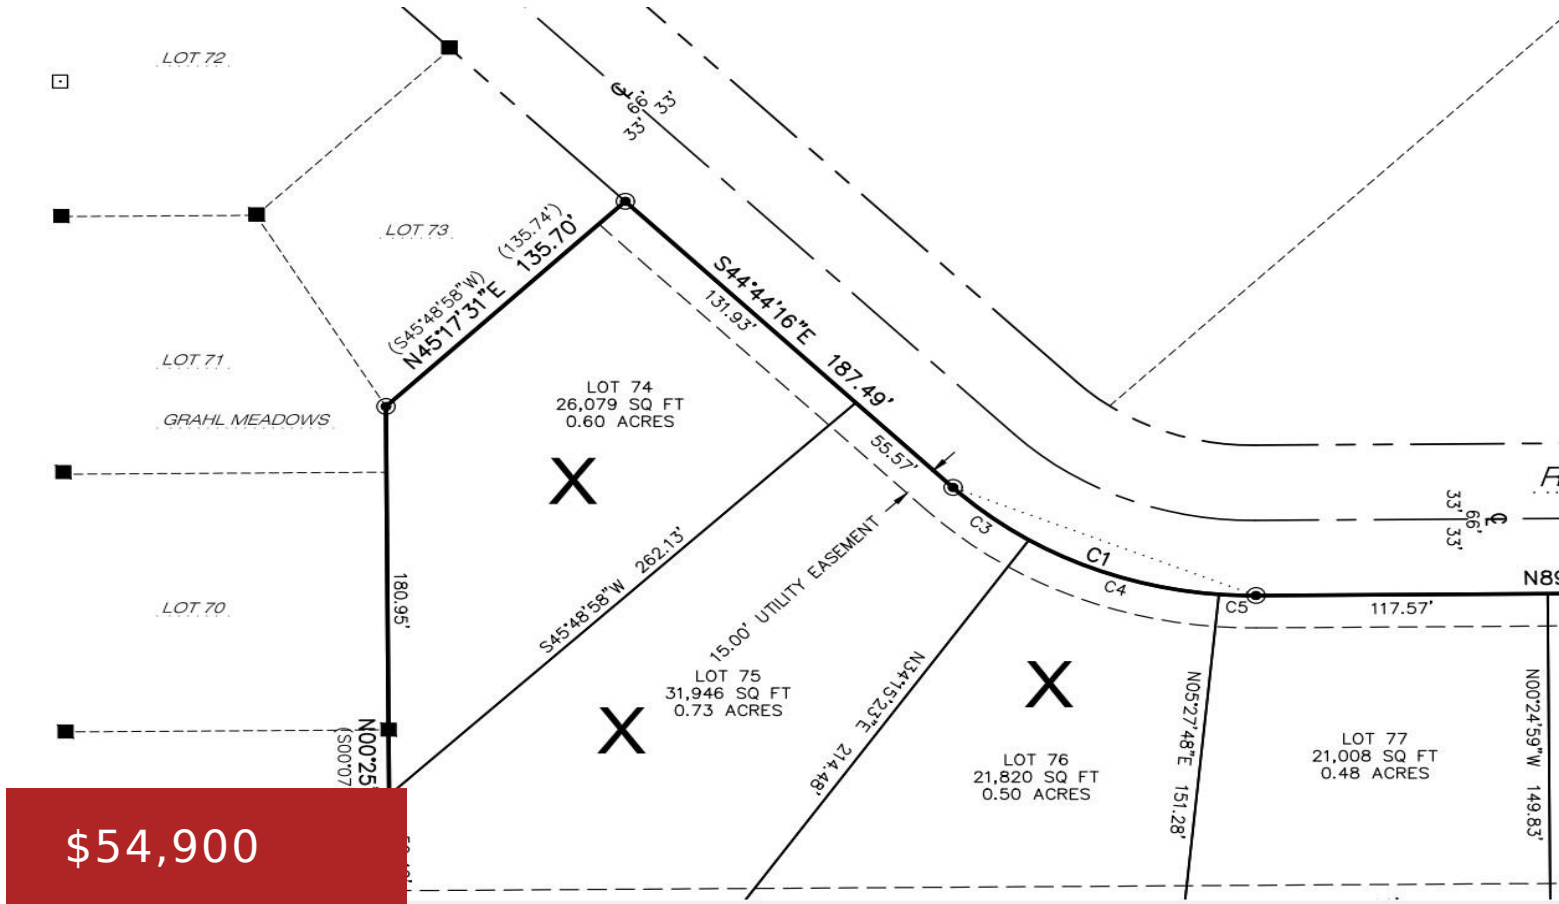 LOT 72
℄
66'
33'
33'
LOT 73
(S45°48'58"W) (135.74')
N45°17'31"E 135.70'
S44°44'16"E 187.49'
131.93'
LOT 71
GRAHL MEADOWS
LOT 74
26,079 SQ FT
0.60 ACRES
X
55.57'
C3
C1
C4
C5
33'
66'
33'
℄
N89
117.57'
LOT 70
180.95'
S45°48'58"W 262.13'
15.00' UTILITY EASEMENT
LOT 75
31,946 SQ FT
0.73 ACRES
X
N34°15'23"E 214.48'
X
LOT 76
21,820 SQ FT
0.50 ACRES
N05°27'48"E 151.28'
LOT 77
21,008 SQ FT
0.48 ACRES
N00°24'59"W 149.83'
N00°25'
(S00°07
$54,900